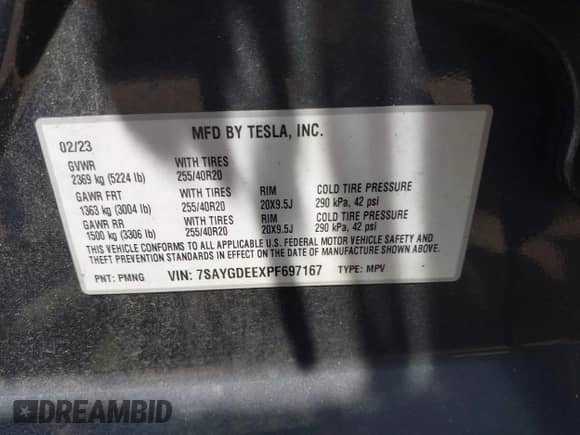 02/23 MFD BY TESLA, INC.
GVWR WITH TIRES
2369 kg (5224 lb) 255/40R20
GAWR FRT WITH TIRES RIM COLD TIRE PRESSURE
1363 kg (3004 lb) 255/40R20 20X9.5J 290 kPa, 42 psi
GAWR RR WITH TIRES RIM COLD TIRE PRESSURE
1500 kg (3306 lb) 255/40R20 20X9.5J 290 kPa, 42 psi
THIS VEHICLE CONFORMS TO ALL APPLICABLE U.S. FEDERAL MOTOR VEHICLE SAFETY AND
THEFT PREVENTION STANDARDS IN EFFECT ON THE DATE OF MANUFACTURE SHOWN ABOVE.
PNT: PMNG VIN: 7SAYGDEEXPF697167 TYPE: MPV
DREAMBID